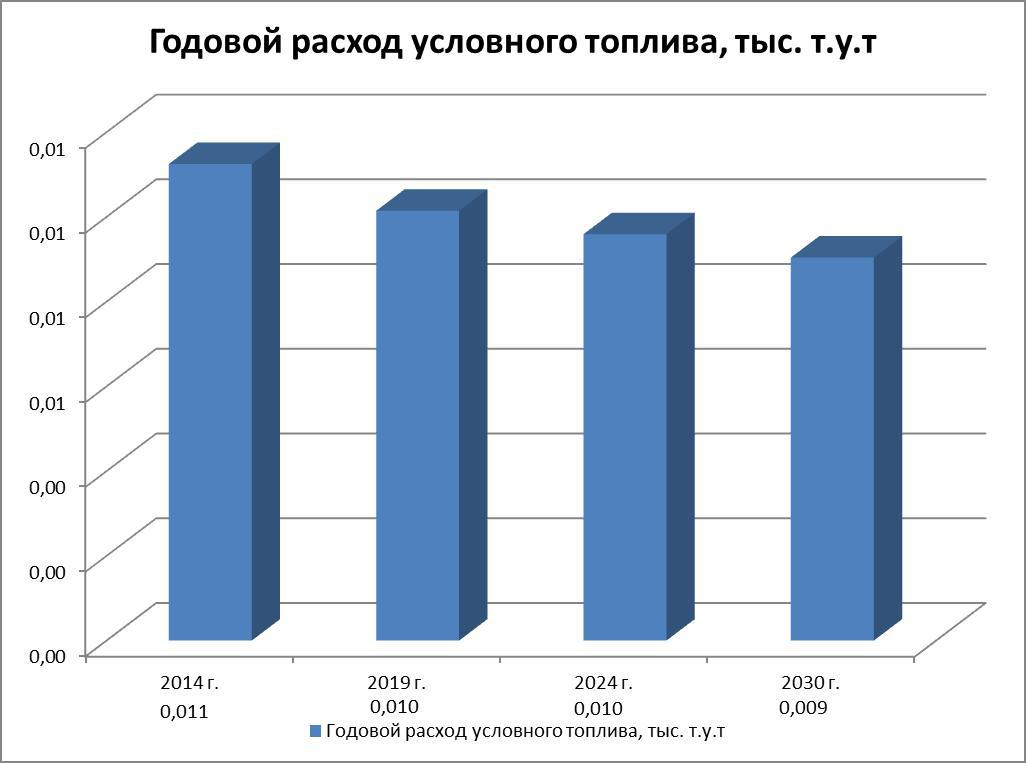 Годовой расход условного топлива, тыс. т.у.т
0,01
0,01
0,01
0,01
0,00
0,00
0,00
2014 г. 2019 г. 2024 г. 2030 г.
0,011 0,010 0,010 0,009
Годовой расход условного топлива, тыс. т.у.т